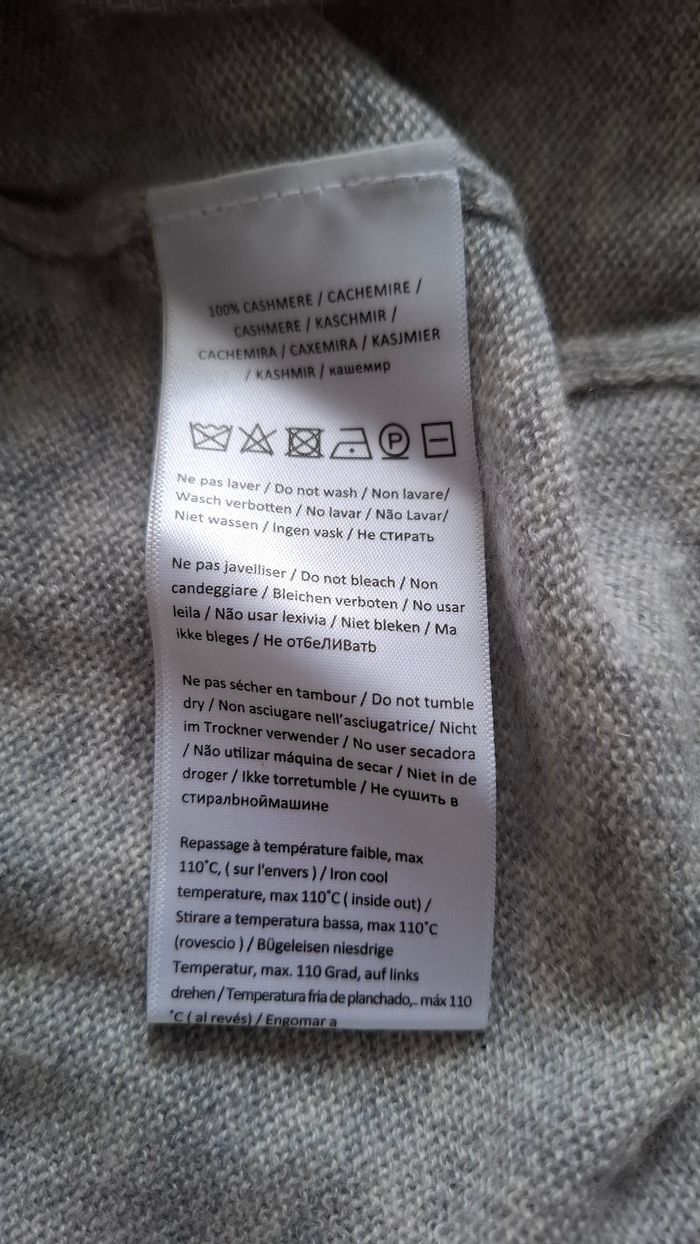 100% CASHMERE / CACHEMIRE /
CASHMERE / KASCHMIR /
CACHEMIRA / CAXEMIRA / KASJMIER
/ KASHMIR / кашемир
P
Ne pas laver / Do not wash / Non lavare/
Wasch verbotten / No lavar / Não Lavar/
Niet wassen / Ingen vask / Не стирать
Ne pas javelliser / Do not bleach / Non
candeggiare / Bleichen verboten / No usar
leila / Não usar lexivia / Niet bleken / Ma
ikke bleges / Не отбеЛИВать
Ne pas sécher en tambour / Do not tumble
dry / Non asciugare nell'asciugatrice/ Nicht
im Trockner verwender / No user secadora
/ Não utilizar máquina de secar / Niet in de
droger / Ikke torretumble / Не сушить в
стиральноймашине
Repassage à température faible, max
110˚C, ( sur l'envers ) / Iron cool
temperature, max 110˚C ( inside out) /
Stirare a temperatura bassa, max 110˚C
(rovescio ) / Bügeleisen niesdrige
Temperatur, max. 110 Grad, auf links
drehen / Temperatura fria de planchado,. máx 110
˚C ( al revés) / Engomar a